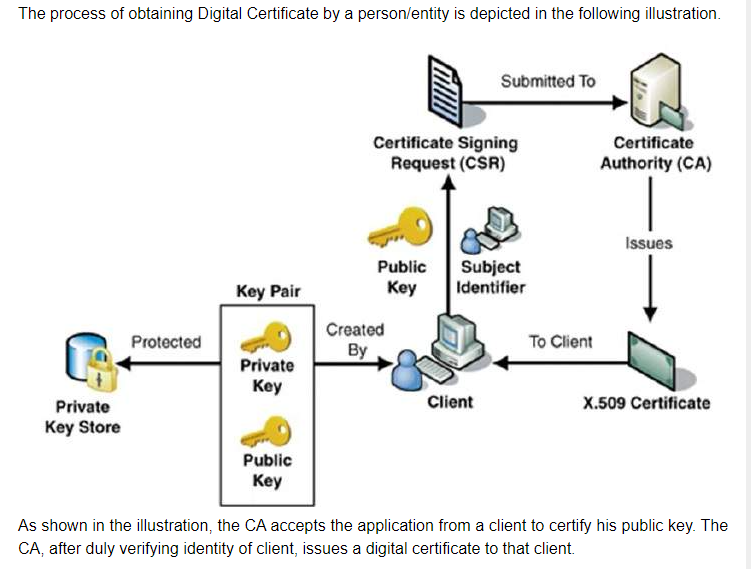 The process of obtaining Digital Certificate by a person/entity is depicted in the following illustration.
Submitted To
Certificate Signing
Request (CSR)
Certificate
Authority (CA)
Issues
Public
Key
Subject
Identifier
Key Pair
Created
By
Protected
To Client
Private
Key
Client
X.509 Certificate
Private
Key Store
Public
Key
As shown in the illustration, the CA accepts the application from a client to certify his public key. The
CA, after duly verifying identity of client, issues a digital certificate to that client.